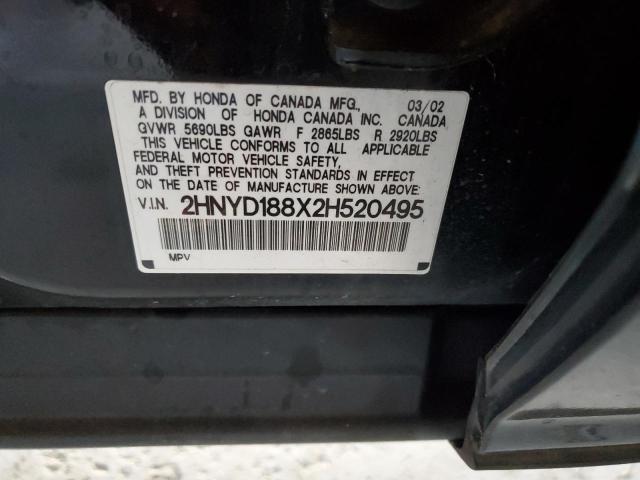 MFD. BY HONDA OF CANADA MFG., 03/02
A DIVISION OF HONDA CANADA INC. CANADA
GVWR 5690LBS GAWR F 2865LBS R 2920LBS
THIS VEHICLE CONFORMS TO ALL APPLICABLE
FEDERAL MOTOR VEHICLE SAFETY,
AND THEFT PREVENTION STANDARDS IN EFFECT
ON THE DATE OF MANUFACTURE SHOWN ABOVE:
V.I.N. 2HNYD188X2H520495
MPV